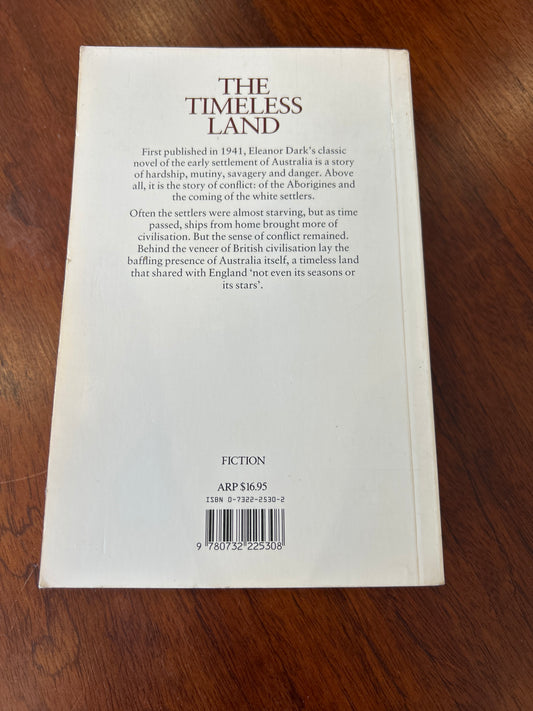 THE
TIMELESS
LAND
First published in 1941, Eleanor Dark's classic
novel of the early settlement of Australia is a story
of hardship, mutiny, savagery and danger. Above
all, it is the story of conflict: of the Aborigines and
the coming of the white settlers.
Often the settlers were almost starving, but as time
passed, ships from home brought more of
civilisation. But the sense of conflict remained.
Behind the veneer of British civilisation lay the
baffling presence of Australia itself, a timeless land
that shared with England ‘not even its seasons or
its stars’.
FICTION
ARP $16.95
ISBN 0-7322-2530-2
9 780732 225308